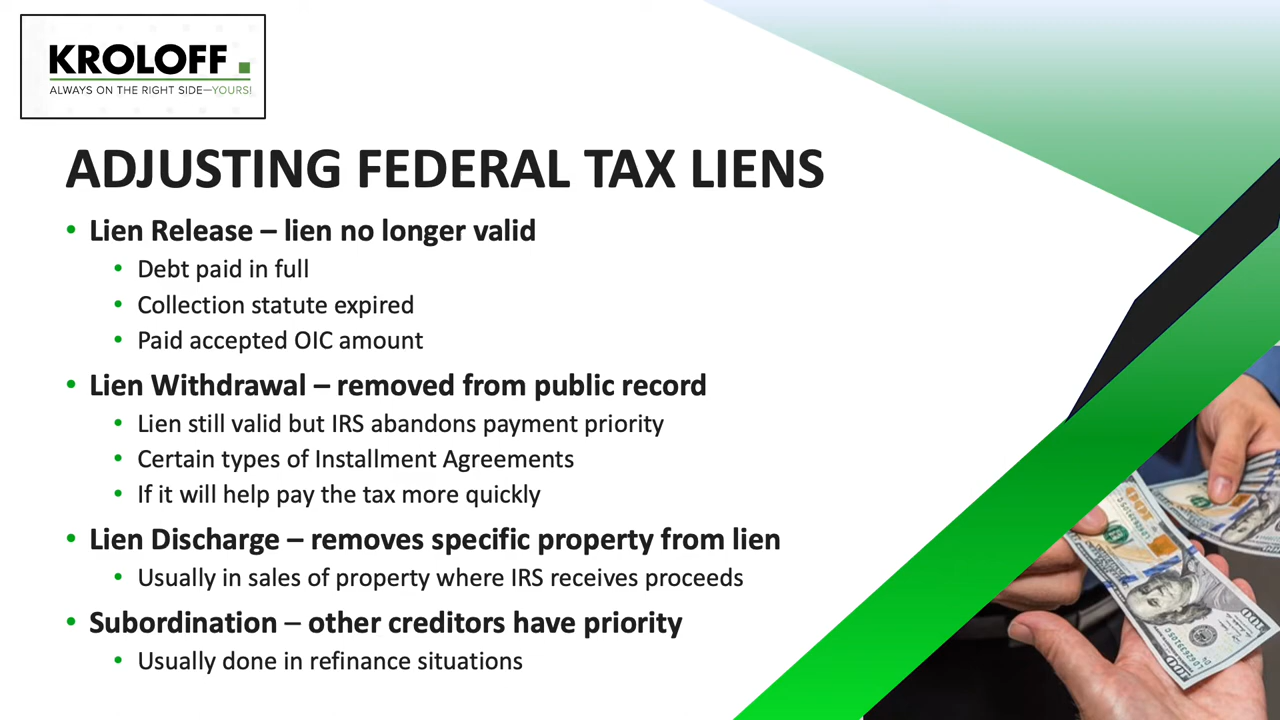 KROLOFF
ALWAYS ON THE RIGHT SIDE—YOURS!
ADJUSTING FEDERAL TAX LIENS
• Lien Release – lien no longer valid
• Debt paid in full
• Collection statute expired
• Paid accepted OIC amount
• Lien Withdrawal – removed from public record
• Lien still valid but IRS abandons payment priority
• Certain types of Installment Agreements
• If it will help pay the tax more quickly
• Lien Discharge – removes specific property from lien
• Usually in sales of property where IRS receives proceeds
• Subordination – other creditors have priority
• Usually done in refinance situations
100
100